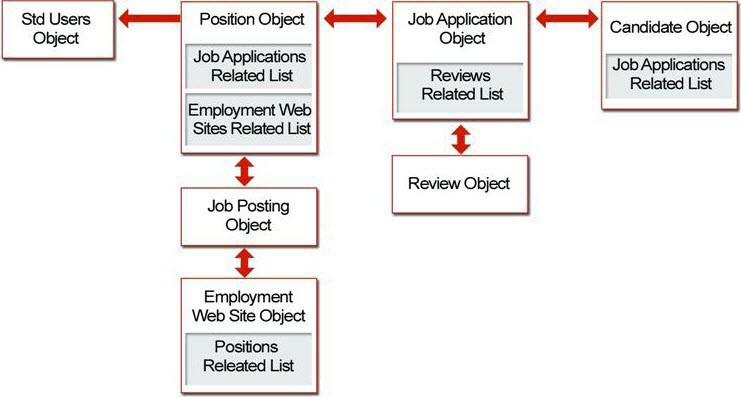 Std Users
Object
Position Object
Job Applications
Related List
Employment Web
Sites Related List
Job Application
Object
Reviews
Related List
Candidate Object
Job Applications
Related List
Review Object
Job Posting
Object
Employment
Web Site Object
Positions
Releated List